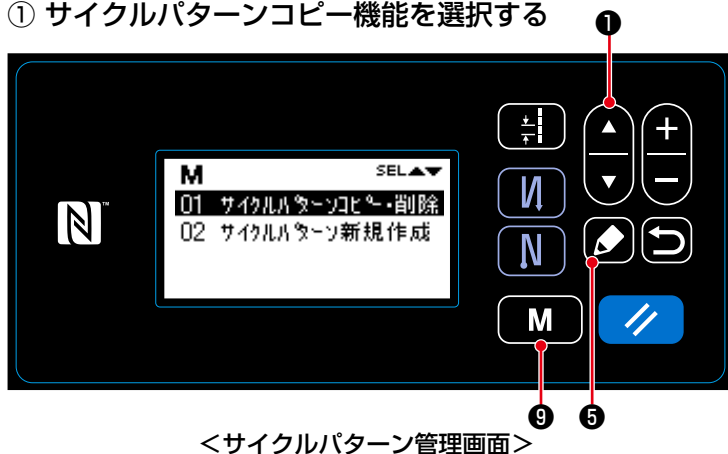 ① サイクルパターンコピー機能を選択する
❶
M SEL▲▼
01 サイクルパターンコピー・削除
02 サイクルパターン新規作成
N™
+
−
M
❾ ❺
<サイクルパターン管理画面>